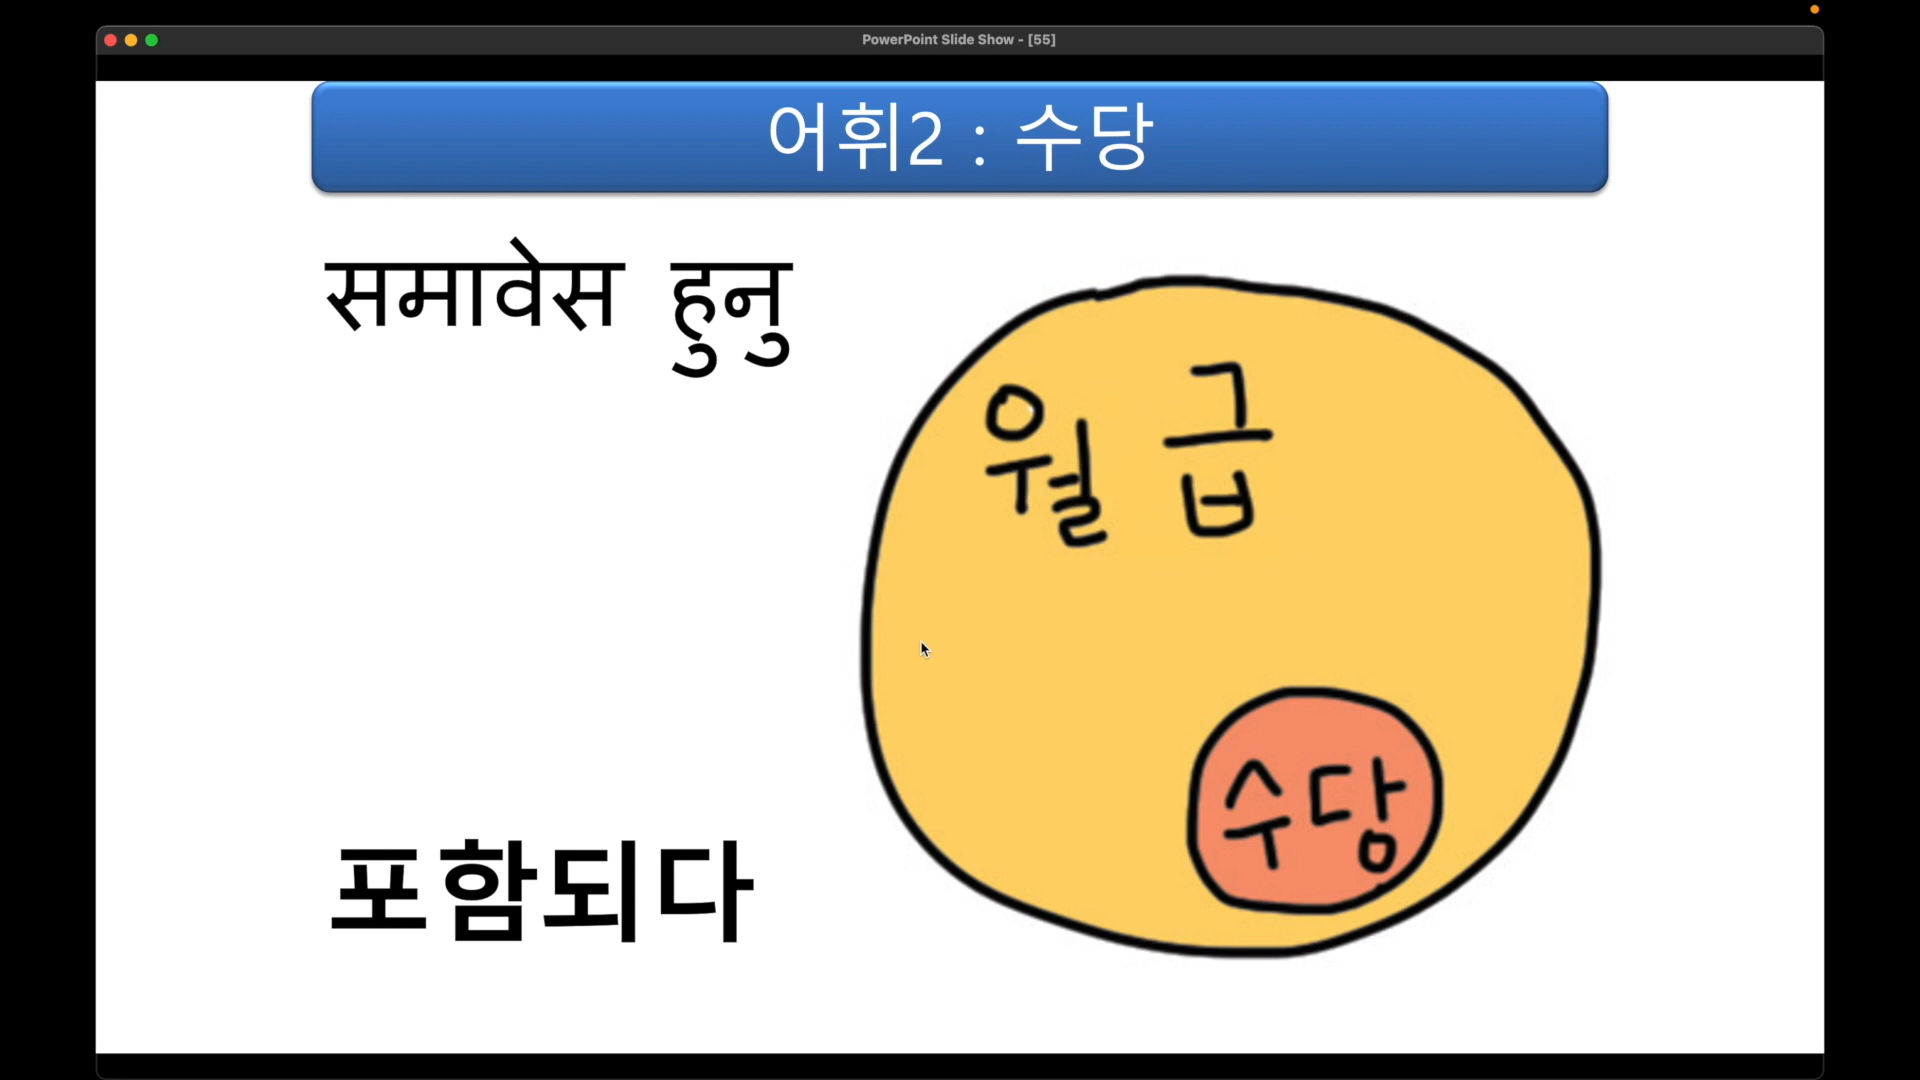 PowerPoint Slide Show - [55]
어휘2 : 수당
समावेस हुनु
월급
수당
포함되다